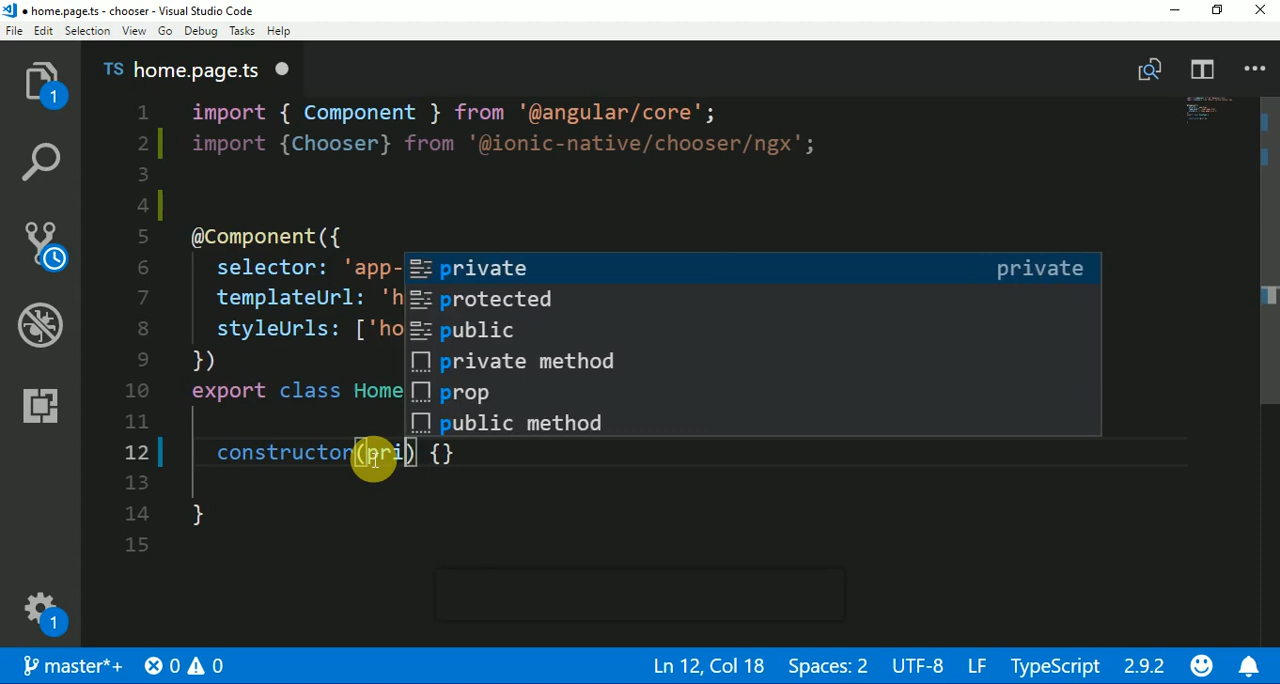 ● home.page.ts - chooser - Visual Studio Code
File Edit Selection View Go Debug Tasks Help
TS home.page.ts ●
1
1 import { Component } from '@angular/core';
2 import {Chooser} from '@ionic-native/chooser/ngx';
3
4
5 @Component({
6 selector: 'app-
7 templateUrl: 'h
8 styleUrls: ['ho
9 })
10 export class Home
11
12 constructor(pri) {}
13
14 }
15
private private
protected
public
private method
prop
public method
1
master*+ 0 0 Ln 12, Col 18 Spaces: 2 UTF-8 LF TypeScript 2.9.2